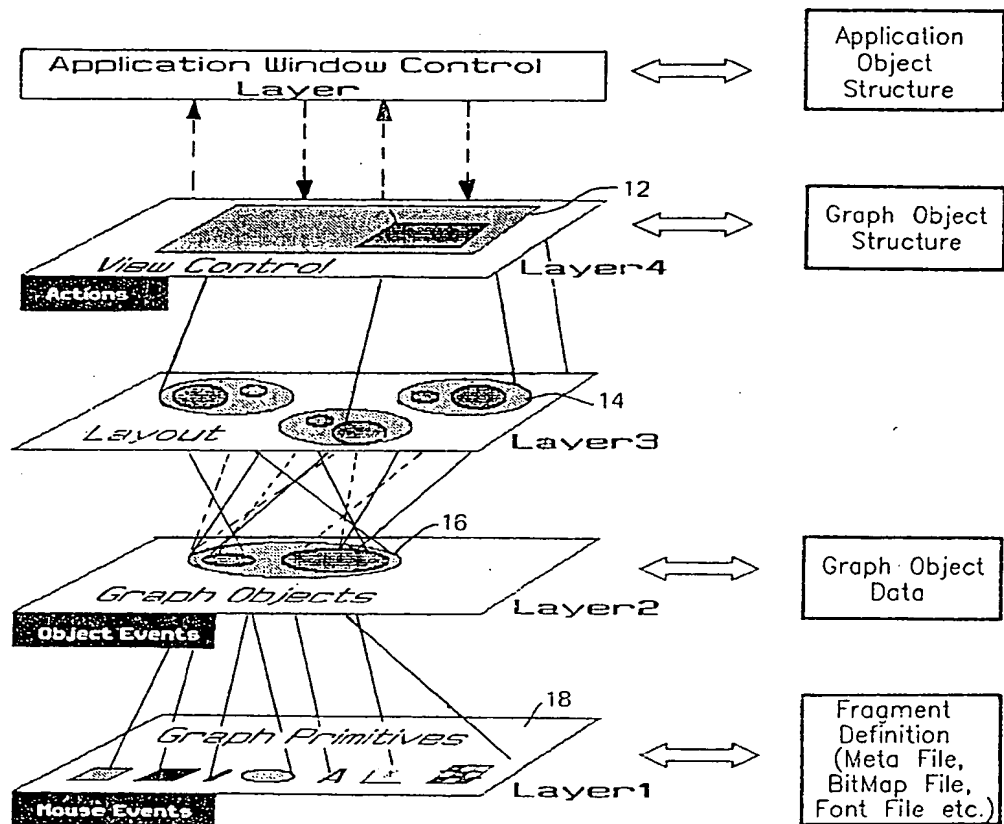 Application Window Control
Layer
Application
Object
Structure
12
View Control
Layer4
Actions
Graph Object
Structure
14
Layout
Layer3
16
Graph Objects
Layer2
Object Events
Graph Object
Data
18
Graph Primitives
A
Layer1
Mouse Events
Fragment
Definition
(Meta File,
BitMap File,
Font File etc.)